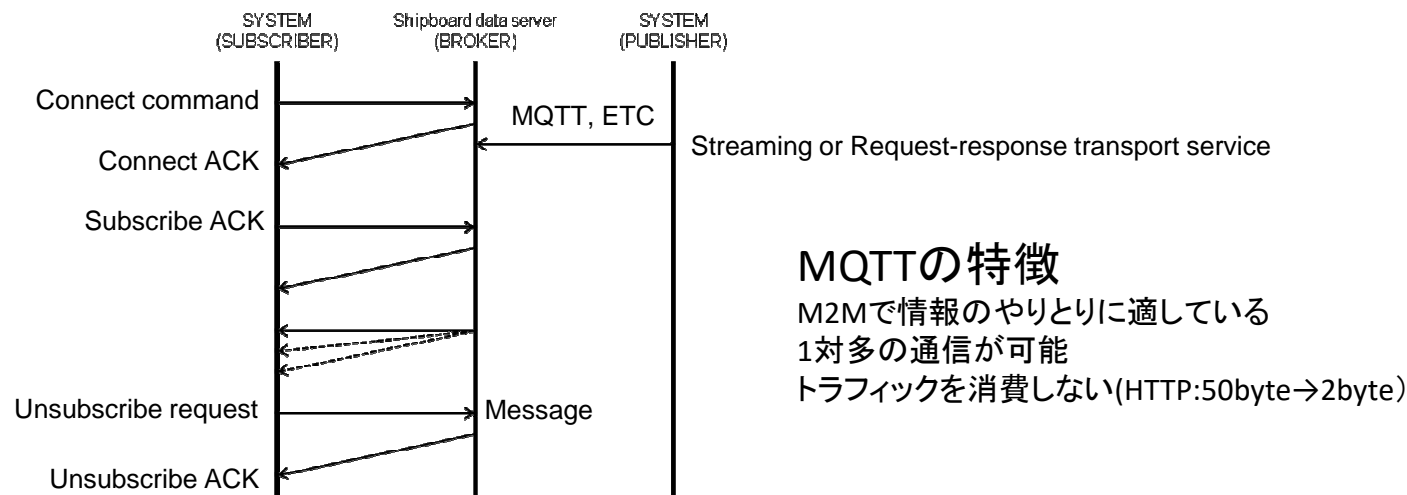 SYSTEM
(SUBSCRIBER)
Shipboard data server
(BROKER)
SYSTEM
(PUBLISHER)
Connect command
MQTT, ETC
Streaming or Request-response transport service
Connect ACK
Subscribe ACK
MQTTの特徴
M2Mで情報のやりとりに適している
1対多の通信が可能
トラフィックを消費しない(HTTP:50byte→2byte)
Unsubscribe request
Message
Unsubscribe ACK